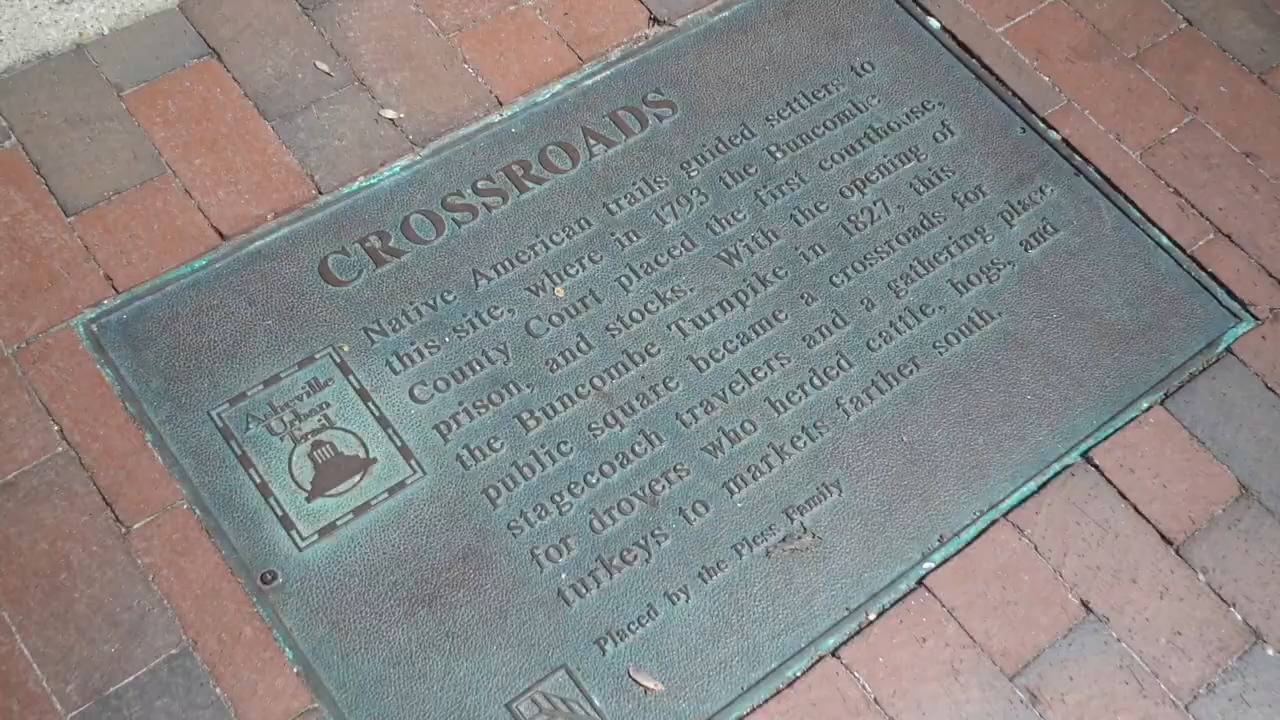 CROSSROADS
Native American trails guided settlers to
this site, where in 1793 the Buncombe
County Court placed the first courthouse,
prison, and stocks. With the opening of
the Buncombe Turnpike in 1827, this
public square became a crossroads for
stagecoach travelers and a gathering place
for drovers who herded cattle, hogs, and
turkeys to markets farther south.
Placed by the Pless Family
Asheville
Urban
Trail